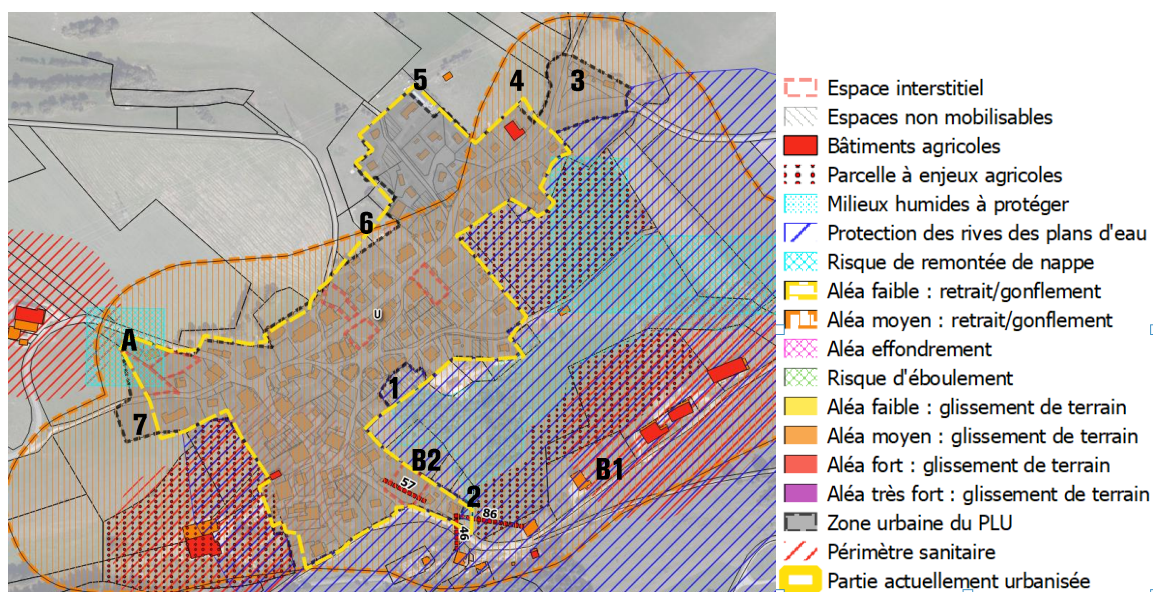 5
4
3
6
U
A
1
7
B2
B1
57
2
86
46
Espace interstitiel
Espaces non mobilisables
Bâtiments agricoles
Parcelle à enjeux agricoles
Milieux humides à protéger
Protection des rives des plans d'eau
Risque de remontée de nappe
Aléa faible : retrait/gonflement
Aléa moyen : retrait/gonflement
Aléa effondrement
Risque d'éboulement
Aléa faible : glissement de terrain
Aléa moyen : glissement de terrain
Aléa fort : glissement de terrain
Aléa très fort : glissement de terrain
Zone urbaine du PLU
Périmètre sanitaire
Partie actuellement urbanisée